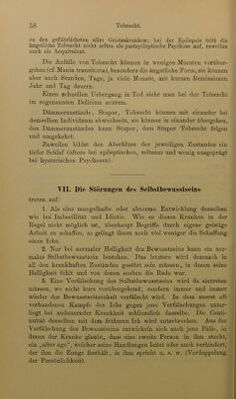 58 Tobsucht.
zu den gefährlichsten aller Geisteskranken; bei der Epilepsie tritt die
ängstliche Tobsucht nicht selten als postepileptische Psychose auf, zuweilen
auch als Aequivalent.
Die Anfälle von Tobsucht können in wenigen Minuten vorüber-
gehen (cf. Mania transitoria), besonders die ängstliche Form, sie können
aber auch Stunden, Tage, ja viele Monate, mit kurzen Remissionen
Jahr und Tag dauern.
Einen schnellen Uebergang in Tod sieht man bei der Tobsucht
im sogenannten Delirium acutum.
Dämmerzustände, Stupor, Tobsucht können mit einander bei
demselben Individuum abwechseln, sie können in einander übergehen,
den Dämmerzuständen kann Stupor, dem Stupor Tobsucht folgen
und umgekehrt.
Zuweilen bildet den Abschluss des jeweiligen Zustandes ein
tiefer Schlaf (öfters bei epileptischen, seltener und wenig ausgeprägt
bei hysterischen Psychosen).
VII. Die Störungen des Selbstbewusstseins
treten auf:
1. Als eine mangelhafte oder abnorme Entwicklung desselben
wie bei Imbecillität und Idiotie. Wie es diesen Kranken in der
Regel nicht möglich ist, überhaupt Begriffe durch eigene geistige
Arbeit zu schaffen, so gelingt ihnen noch viel weniger die Schaffung
eines Ichs.
2. Nur bei normaler Helligkeit des Bewusstseins kann ein nor-
males Selbstbewusstsein bestehen. Das letztere wird demnach in
all den krankhaften Zuständen gestört sein müssen, in denen seine
Helligkeit fehlt und von denen soeben die Rede war.
3. Eine Verfälschung des Selbstbewusstseins wird da eintreten
müssen, wo nicht kurz vorübergehend, sondern immer und immer
wieder der Bewusstseinsinhalt verfälscht wird. In dem zuerst oft
vorhandenen Kampfe des Ichs gegen jene Verfälschungen unter-
liegt bei andauernder Krankheit schliesslich dasselbe. Die Conti-
nuität desselben mit dem früheren Ich wird unterbrochen. Aus der
Verfälschung des Bewusstseins entwickeln sich auch jene Fälle, in
denen der Kranke glaubt, dass eine zweite Person in ihm steckt,
ein „alter ego“, welcher seine Handlungen leitet oder auch verhindert,
der ihm die Zunge festhält, in ihm spricht u. s. w. (Verdoppelung
der Persönlichkeit).